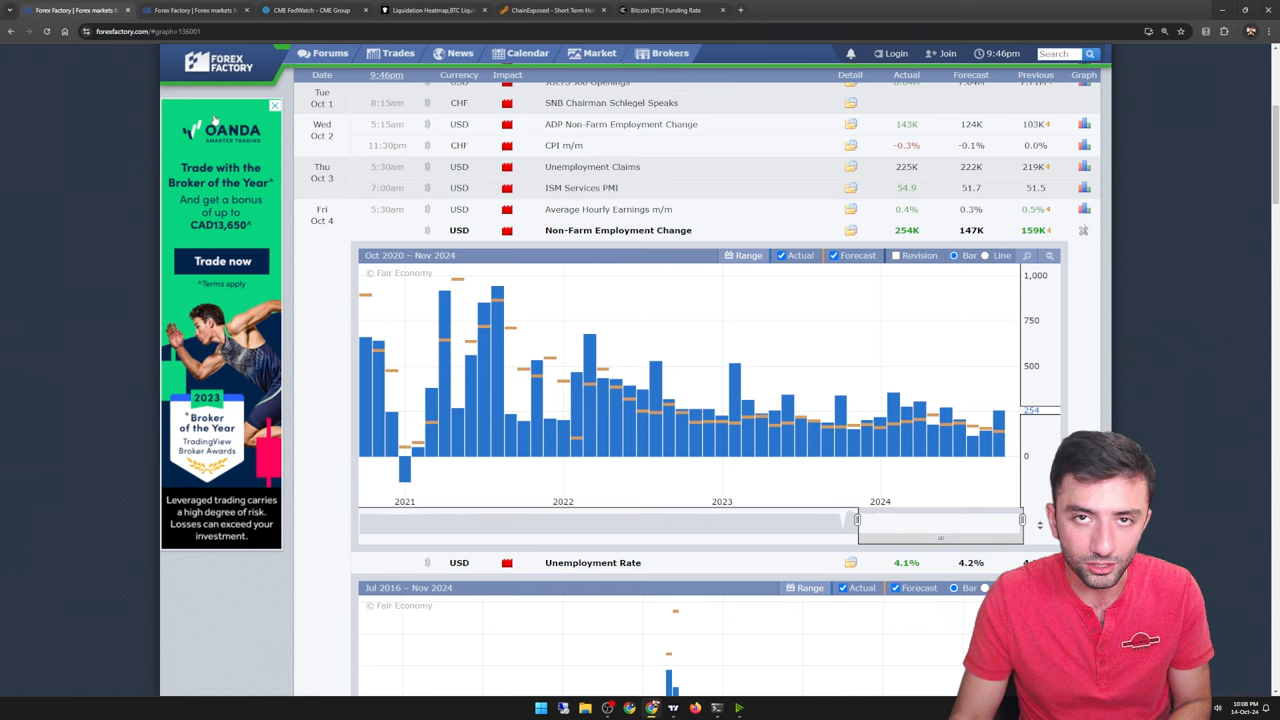 Forex Factory | Forex markets f
Forex Factory | Forex markets f
CME FedWatch - CME Group
Liquidation Heatmap,BTC Liqui
ChainExposed - Short Term Ho
Bitcoin (BTC) Funding Rate
forexfactory.com/#graph=136001
FOREX FACTORY
Forums
Trades
News
Calendar
Market
Brokers
Login
Join
9:46pm
Search
Date 9:46pm Currency Impact Detail Actual Forecast Previous Graph
Tue Oct 1
8:15am CHF SNB Chairman Schlegel Speaks
Wed Oct 2
5:15am USD ADP Non-Farm Employment Change 143K 124K 103K
11:30pm CHF CPI m/m -0.3% -0.1% 0.0%
Thu Oct 3
5:30am USD Unemployment Claims 225K 222K 219K
7:00am USD ISM Services PMI 54.9 51.7 51.5
Fri Oct 4
5:30am USD Average Hourly Earnings m/m 0.4% 0.3% 0.5%
USD Non-Farm Employment Change 254K 147K 159K
Oct 2020 – Nov 2024 Range Actual Forecast Revision Bar Line
© Fair Economy
1,000
750
500
254
0
2021 2022 2023 2024
USD Unemployment Rate 4.1% 4.2%
Jul 2016 – Nov 2024 Range Actual Forecast Bar
© Fair Economy
OANDA
SMARTER TRADING
Trade with the
Broker of the Year*
And get a bonus
of up to
CAD13,650^
Trade now
^Terms apply
2023
*Broker
of the Year
TradingView
Broker Awards
Leveraged trading carries
a high degree of risk.
Losses can exceed your
investment.
10:08 PM
14-Oct-24